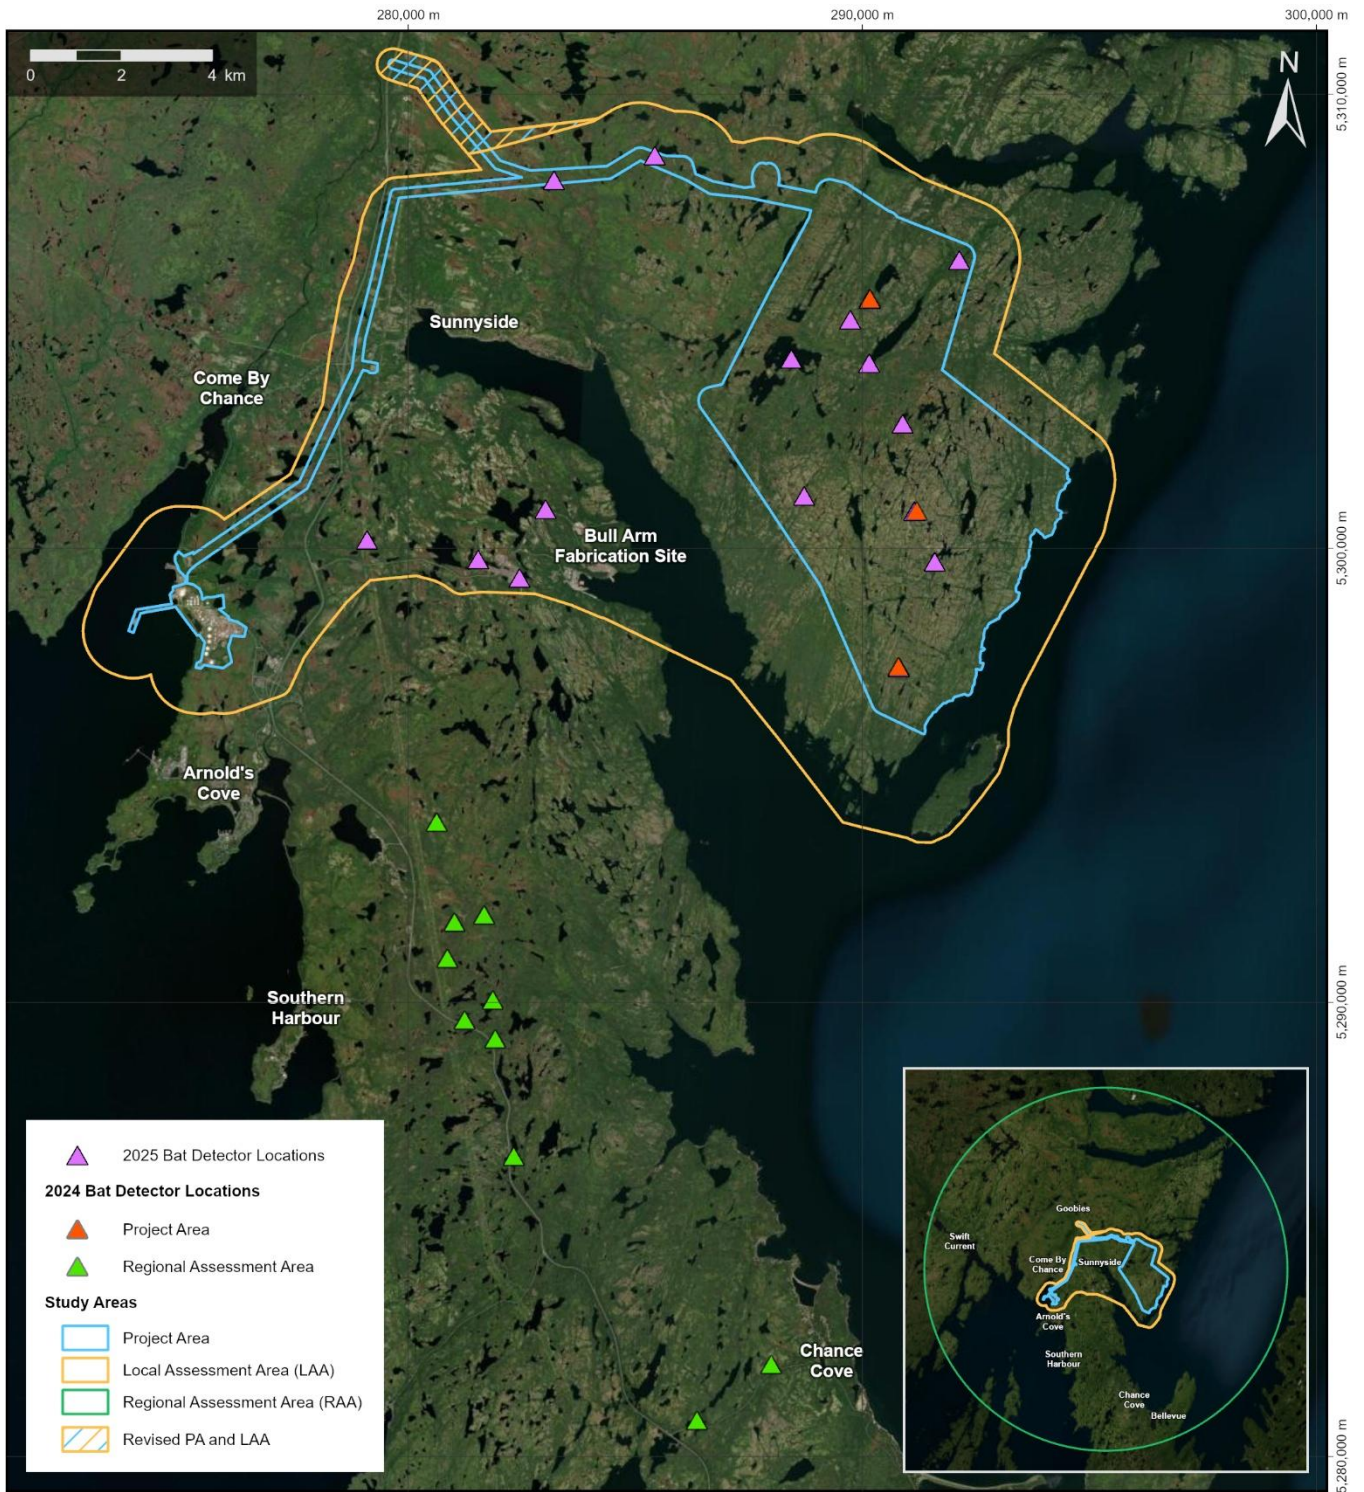 280,000 m
290,000 m
300,000 m
0 2 4 km
N
5,310,000 m
Sunnyside
Come By
Chance
Bull Arm
Fabrication Site
5,300,000 m
Arnold's
Cove
Southern
Harbour
5,290,000 m
Chance
Cove
5,280,000 m
2025 Bat Detector Locations
2024 Bat Detector Locations
Project Area
Regional Assessment Area
Study Areas
Project Area
Local Assessment Area (LAA)
Regional Assessment Area (RAA)
Revised PA and LAA
Goobies
Swift
Current
Come By
Chance
Sunnyside
Arnold's
Cove
Southern
Harbour
Chance
Cove
Bellevue